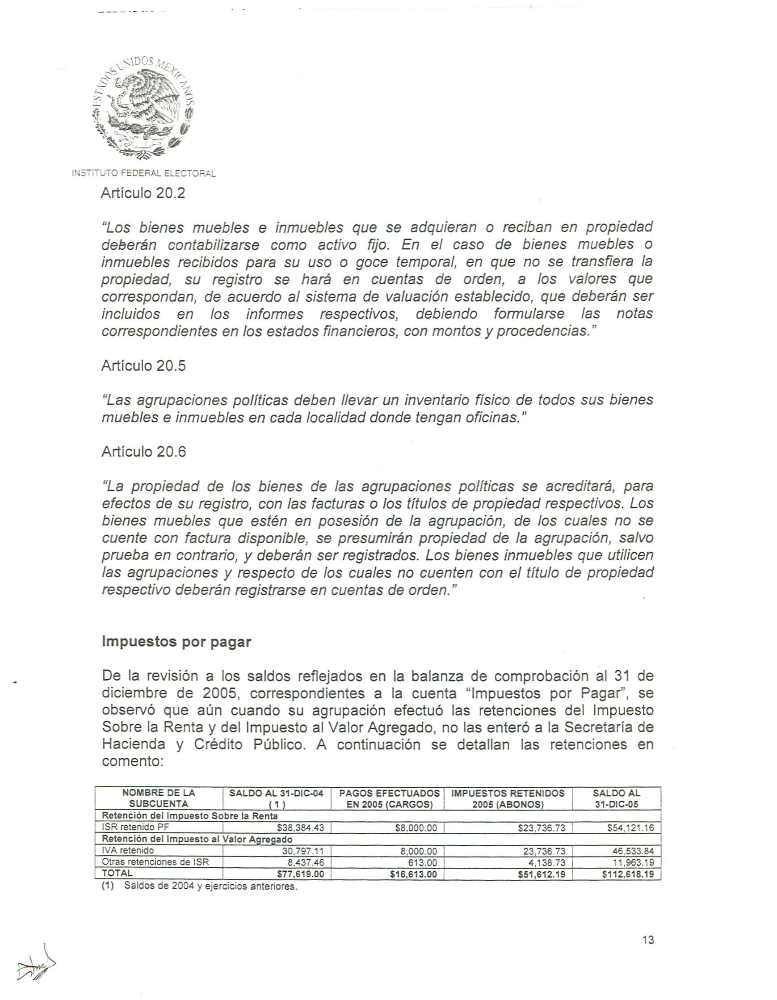 ESTADOS UNIDOS MEXICANOS
INSTITUTO FEDERAL ELECTORAL
Artículo 20.2
“Los bienes muebles e inmuebles que se adquieran o reciban en propiedad
deberán contabilizarse como activo fijo. En el caso de bienes muebles o
inmuebles recibidos para su uso o goce temporal, en que no se transfiera la
propiedad, su registro se hará en cuentas de orden, a los valores que
correspondan, de acuerdo al sistema de valuación establecido, que deberán ser
incluidos en los informes respectivos, debiendo formularse las notas
correspondientes en los estados financieros, con montos y procedencias.”
Artículo 20.5
“Las agrupaciones políticas deben llevar un inventario físico de todos sus bienes
muebles e inmuebles en cada localidad donde tengan oficinas.”
Artículo 20.6
“La propiedad de los bienes de las agrupaciones políticas se acreditará, para
efectos de su registro, con las facturas o los títulos de propiedad respectivos. Los
bienes muebles que estén en posesión de la agrupación, de los cuales no se
cuente con factura disponible, se presumirán propiedad de la agrupación, salvo
prueba en contrario, y deberán ser registrados. Los bienes inmuebles que utilicen
las agrupaciones y respecto de los cuales no cuenten con el título de propiedad
respectivo deberán registrarse en cuentas de orden.”
Impuestos por pagar
De la revisión a los saldos reflejados en la balanza de comprobación al 31 de
diciembre de 2005, correspondientes a la cuenta “Impuestos por Pagar”, se
observó que aún cuando su agrupación efectuó las retenciones del Impuesto
Sobre la Renta y del Impuesto al Valor Agregado, no las enteró a la Secretaría de
Hacienda y Crédito Público. A continuación se detallan las retenciones en
comento:
NOMBRE DE LA SALDO AL 31-DIC-04 PAGOS EFECTUADOS IMPUESTOS RETENIDOS SALDO AL
SUBCUENTA (1) EN 2005 (CARGOS) 2005 (ABONOS) 31-DIC-05
Retención del Impuesto Sobre la Renta
ISR retenido PF $38,384.43 $8,000.00 $23,736.73 $54,121.16
Retención del Impuesto al Valor Agregado
IVA retenido 30,797.11 8,000.00 23,736.73 46,533.84
Otras retenciones de ISR 8,437.46 613.00 4,138.73 11,963.19
TOTAL $77,619.00 $16,613.00 $51,612.19 $112,618.19
(1) Saldos de 2004 y ejercicios anteriores.
13